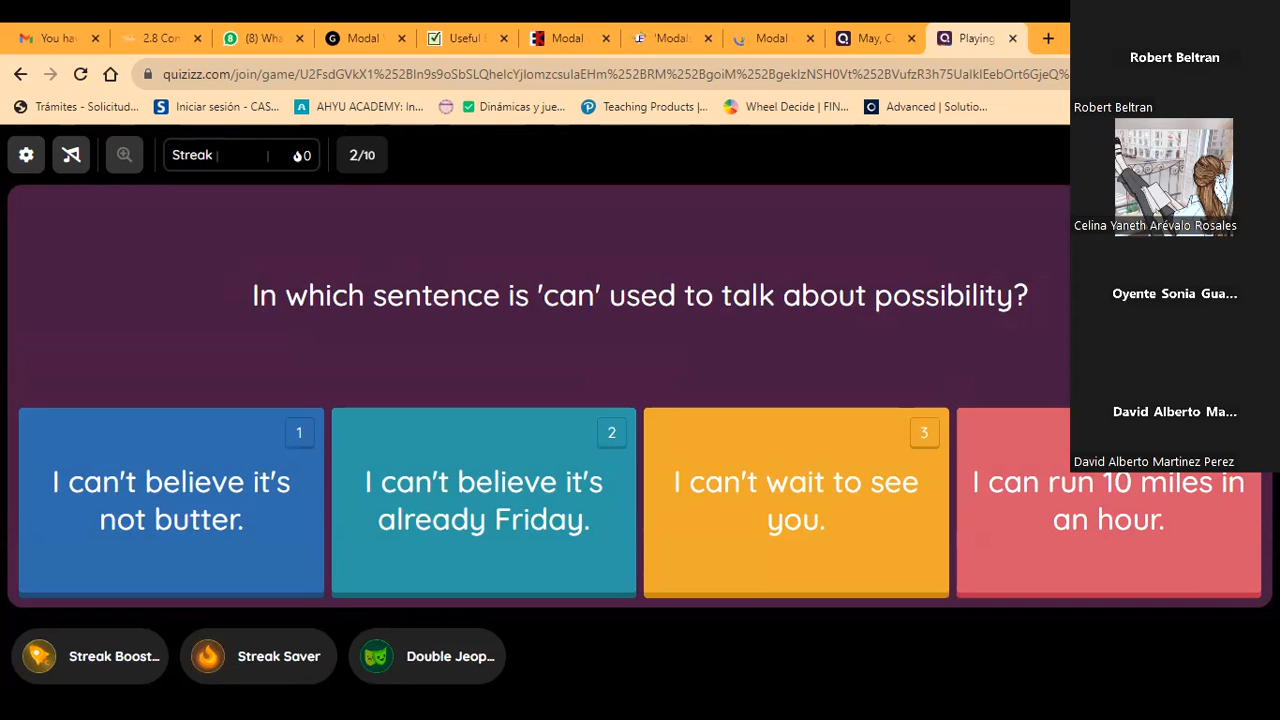 You ha
2.8 Con
(8) Wha
Modal
Useful
Modal
'Modals
Modal
May, C
Playing
quizizz.com/join/game/U2FsdGVkX1%252BIn9s9oSbSLQhelcYjlomzcsulaEHm%252BRM%252BgoiM%252BgekIzNSH0Vt%252BVufzR3h75UaIkIEebOrt6GjeQ%
Trámites - Solicitud...
Iniciar sesión - CAS...
AHYU ACADEMY: In...
Dinámicas y jue...
Teaching Products |...
Wheel Decide | FIN...
Advanced | Solutio...
Streak
0
2/10
In which sentence is 'can' used to talk about possibility?
1
I can't believe it's
not butter.
2
I can't believe it's
already Friday.
3
I can't wait to see
you.
I can run 10 miles in
an hour.
Streak Boost...
Streak Saver
Double Jeop...
Robert Beltran
Robert Beltran
Celina Yaneth Arévalo Rosales
Oyente Sonia Gua...
David Alberto Ma...
David Alberto Martinez Perez